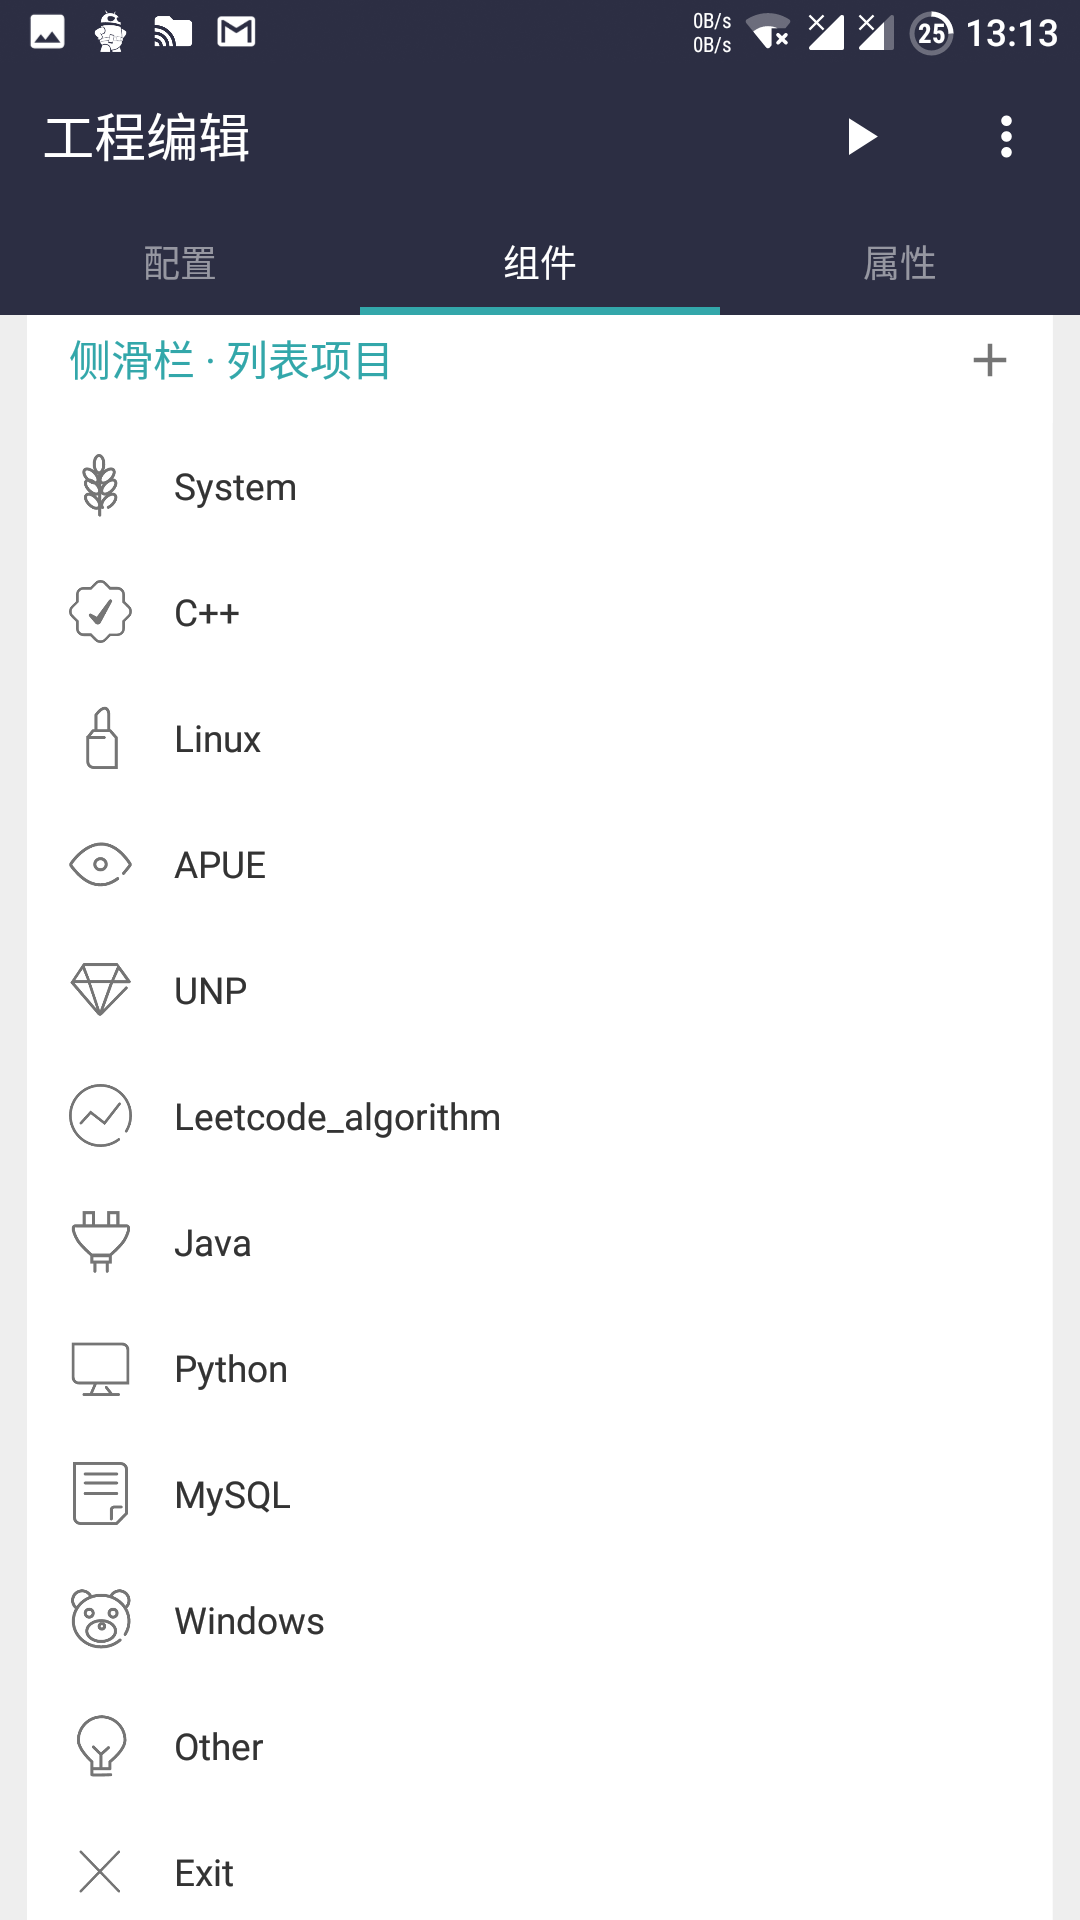 0B/s
0B/s
25
13:13
工程编辑
配置
组件
属性
侧滑栏 · 列表项目
System
C++
Linux
APUE
UNP
Leetcode_algorithm
Java
Python
MySQL
Windows
Other
Exit